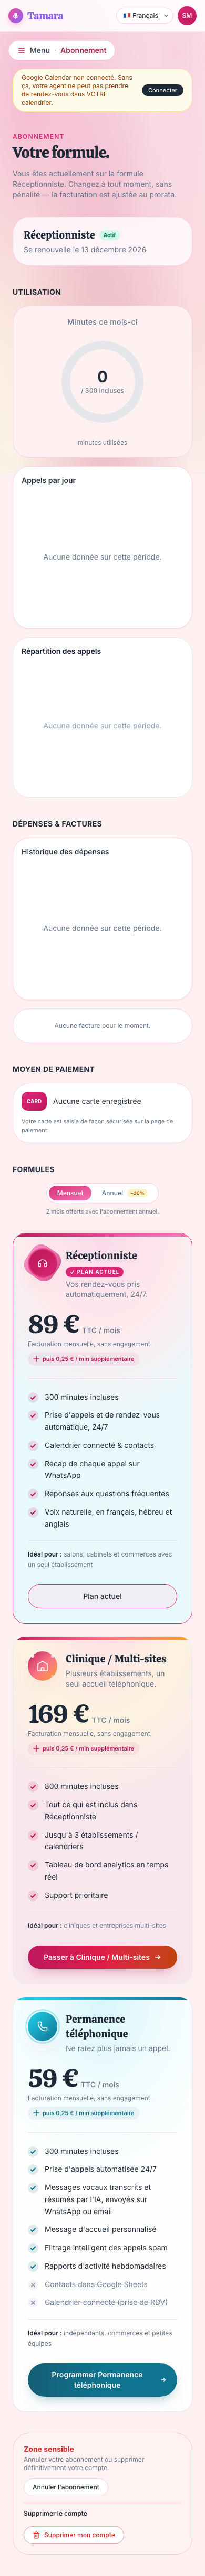 Tamara
Français
SM
Menu · Abonnement
Google Calendar non connecté. Sans
ça, votre agent ne peut pas prendre
de rendez-vous dans VOTRE
calendrier.
Connecter
ABONNEMENT
Votre formule.
Vous êtes actuellement sur la formule
Réceptionniste. Changez à tout moment, sans
pénalité — la facturation est ajustée au prorata.
Réceptionniste Actif
Se renouvelle le 13 décembre 2026
UTILISATION
Minutes ce mois-ci
0
/ 300 incluses
minutes utilisées
Appels par jour
Aucune donnée sur cette période.
Répartition des appels
Aucune donnée sur cette période.
DÉPENSES & FACTURES
Historique des dépenses
Aucune donnée sur cette période.
Aucune facture pour le moment.
MOYEN DE PAIEMENT
CARD
Aucune carte enregistrée
Votre carte est saisie de façon sécurisée sur la page de
paiement.
FORMULES
Mensuel
Annuel
2 mois offerts avec l'abonnement annuel.
Réceptionniste
✓ PLAN ACTUEL
Vos rendez-vous pris
automatiquement, 24/7.
89 € TTC / mois
Facturation mensuelle, sans engagement.
+ puis 0,25 € / min supplémentaire
300 minutes incluses
Prise d'appels et de rendez-vous
automatique, 24/7
Calendrier connecté & contacts
Récap de chaque appel sur
WhatsApp
Réponses aux questions fréquentes
Voix naturelle, en français, hébreu et
anglais
Idéal pour : salons, cabinets et commerces avec
un seul établissement
Plan actuel
Clinique / Multi-sites
Plusieurs établissements, un
seul accueil téléphonique.
169 € TTC / mois
Facturation mensuelle, sans engagement.
+ puis 0,25 € / min supplémentaire
800 minutes incluses
Tout ce qui est inclus dans
Réceptionniste
Jusqu'à 3 établissements /
calendriers
Tableau de bord analytics en temps
réel
Support prioritaire
Idéal pour : cliniques et entreprises multi-sites
Passer à Clinique / Multi-sites →
Permanence
téléphonique
Ne ratez plus jamais un appel.
59 € TTC / mois
Facturation mensuelle, sans engagement.
+ puis 0,25 € / min supplémentaire
300 minutes incluses
Prise d'appels automatisée 24/7
Messages vocaux transcrits et
résumés par l'IA, envoyés sur
WhatsApp ou email
Message d'accueil personnalisé
Filtrage intelligent des appels spam
Rapports d'activité hebdomadaires
Contacts dans Google Sheets
Calendrier connecté (prise de RDV)
Idéal pour : indépendants, commerces et petites
équipes
Programmer Permanence
téléphonique →
Zone sensible
Annuler votre abonnement ou supprimer
définitivement votre compte.
Annuler l'abonnement
Supprimer le compte
Supprimer mon compte